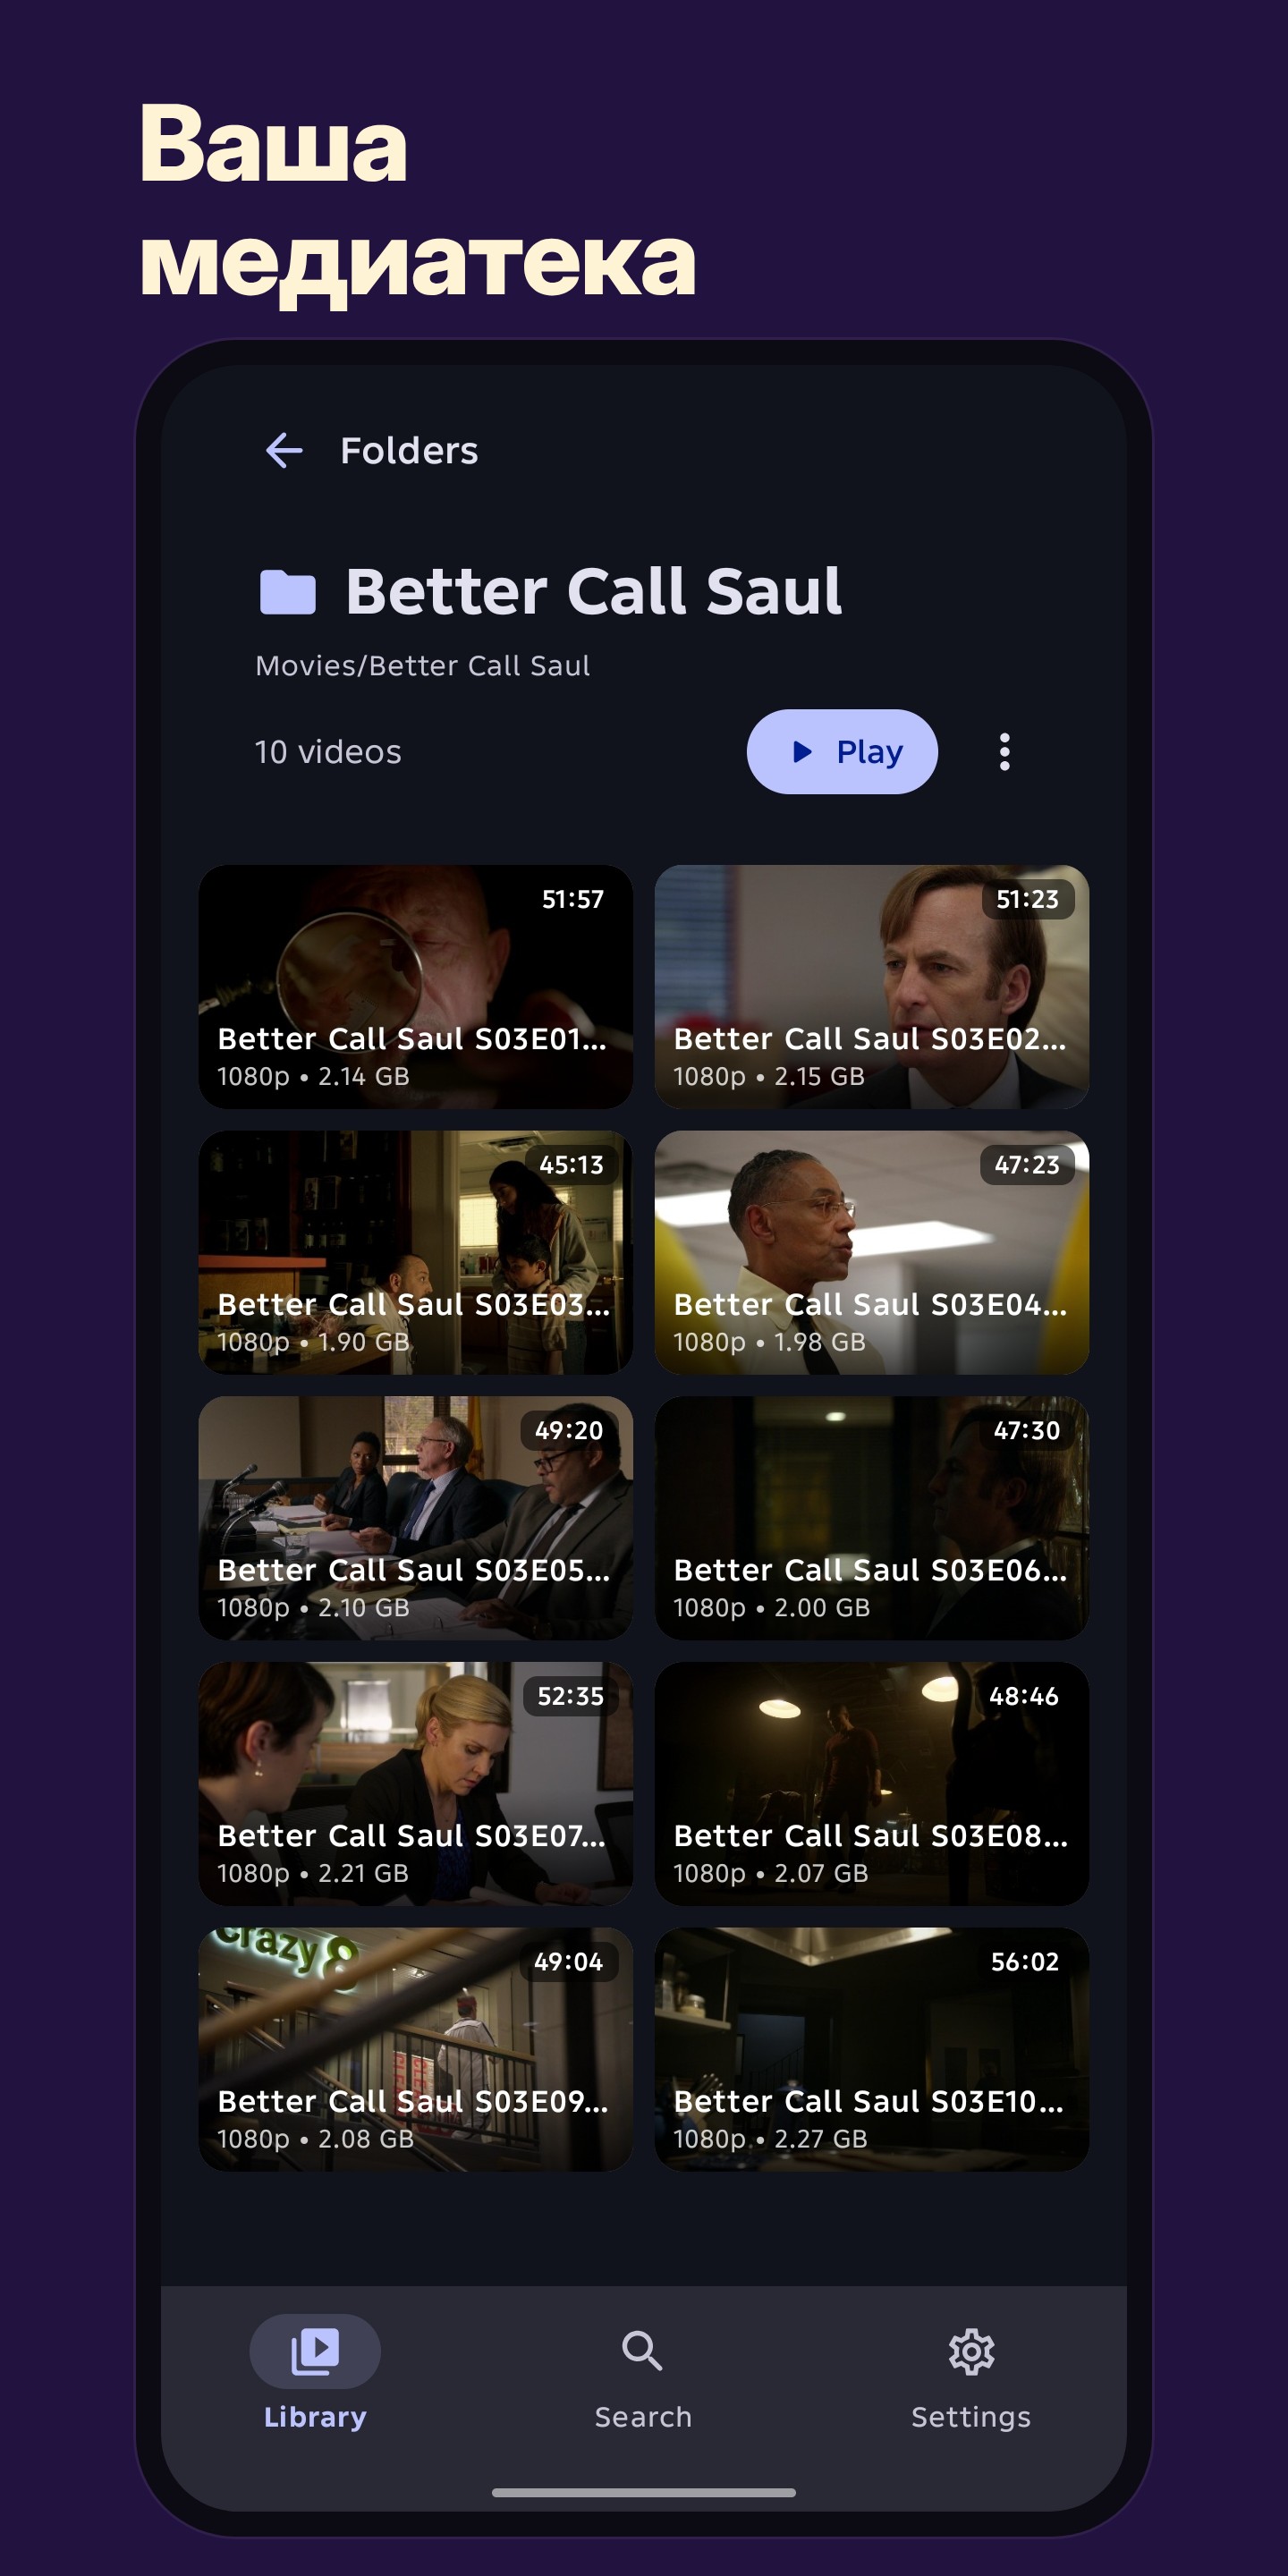 Ваша
медиатека
Folders
Better Call Saul
Movies/Better Call Saul
10 videos
Play
51:57
Better Call Saul S03E01...
1080p • 2.14 GB
51:23
Better Call Saul S03E02...
1080p • 2.15 GB
45:13
Better Call Saul S03E03...
1080p • 1.90 GB
47:23
Better Call Saul S03E04...
1080p • 1.98 GB
49:20
Better Call Saul S03E05...
1080p • 2.10 GB
47:30
Better Call Saul S03E06...
1080p • 2.00 GB
52:35
Better Call Saul S03E07...
1080p • 2.21 GB
48:46
Better Call Saul S03E08...
1080p • 2.07 GB
crazy 8
49:04
Better Call Saul S03E09...
1080p • 2.08 GB
56:02
Better Call Saul S03E10...
1080p • 2.27 GB
Library
Search
Settings